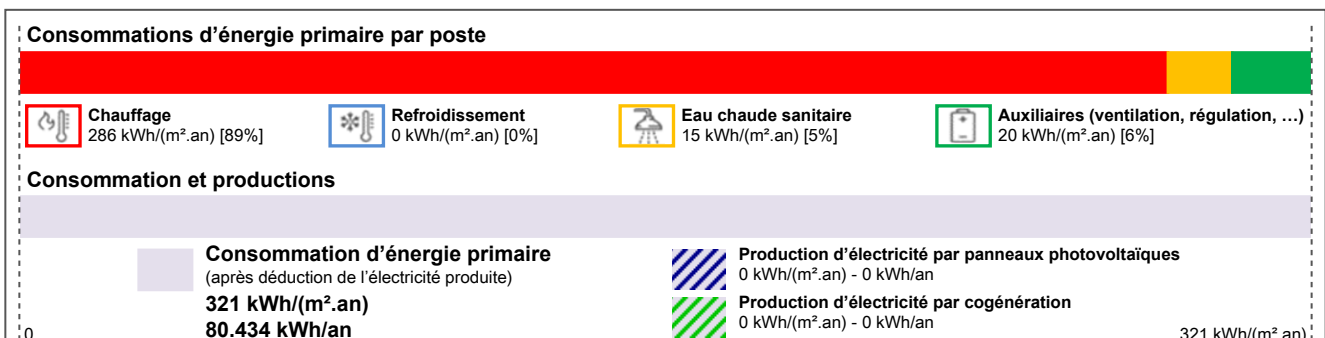 Consommations d'énergie primaire par poste
Chauffage
286 kWh/(m².an) [89%]
Refroidissement
0 kWh/(m².an) [0%]
Eau chaude sanitaire
15 kWh/(m².an) [5%]
Auxiliaires (ventilation, régulation, …)
20 kWh/(m².an) [6%]
Consommation et productions
Consommation d'énergie primaire
(après déduction de l'électricité produite)
321 kWh/(m².an)
80.434 kWh/an
Production d'électricité par panneaux photovoltaïques
0 kWh/(m².an) - 0 kWh/an
Production d'électricité par cogénération
0 kWh/(m².an) - 0 kWh/an
0
321 kWh/(m².an)